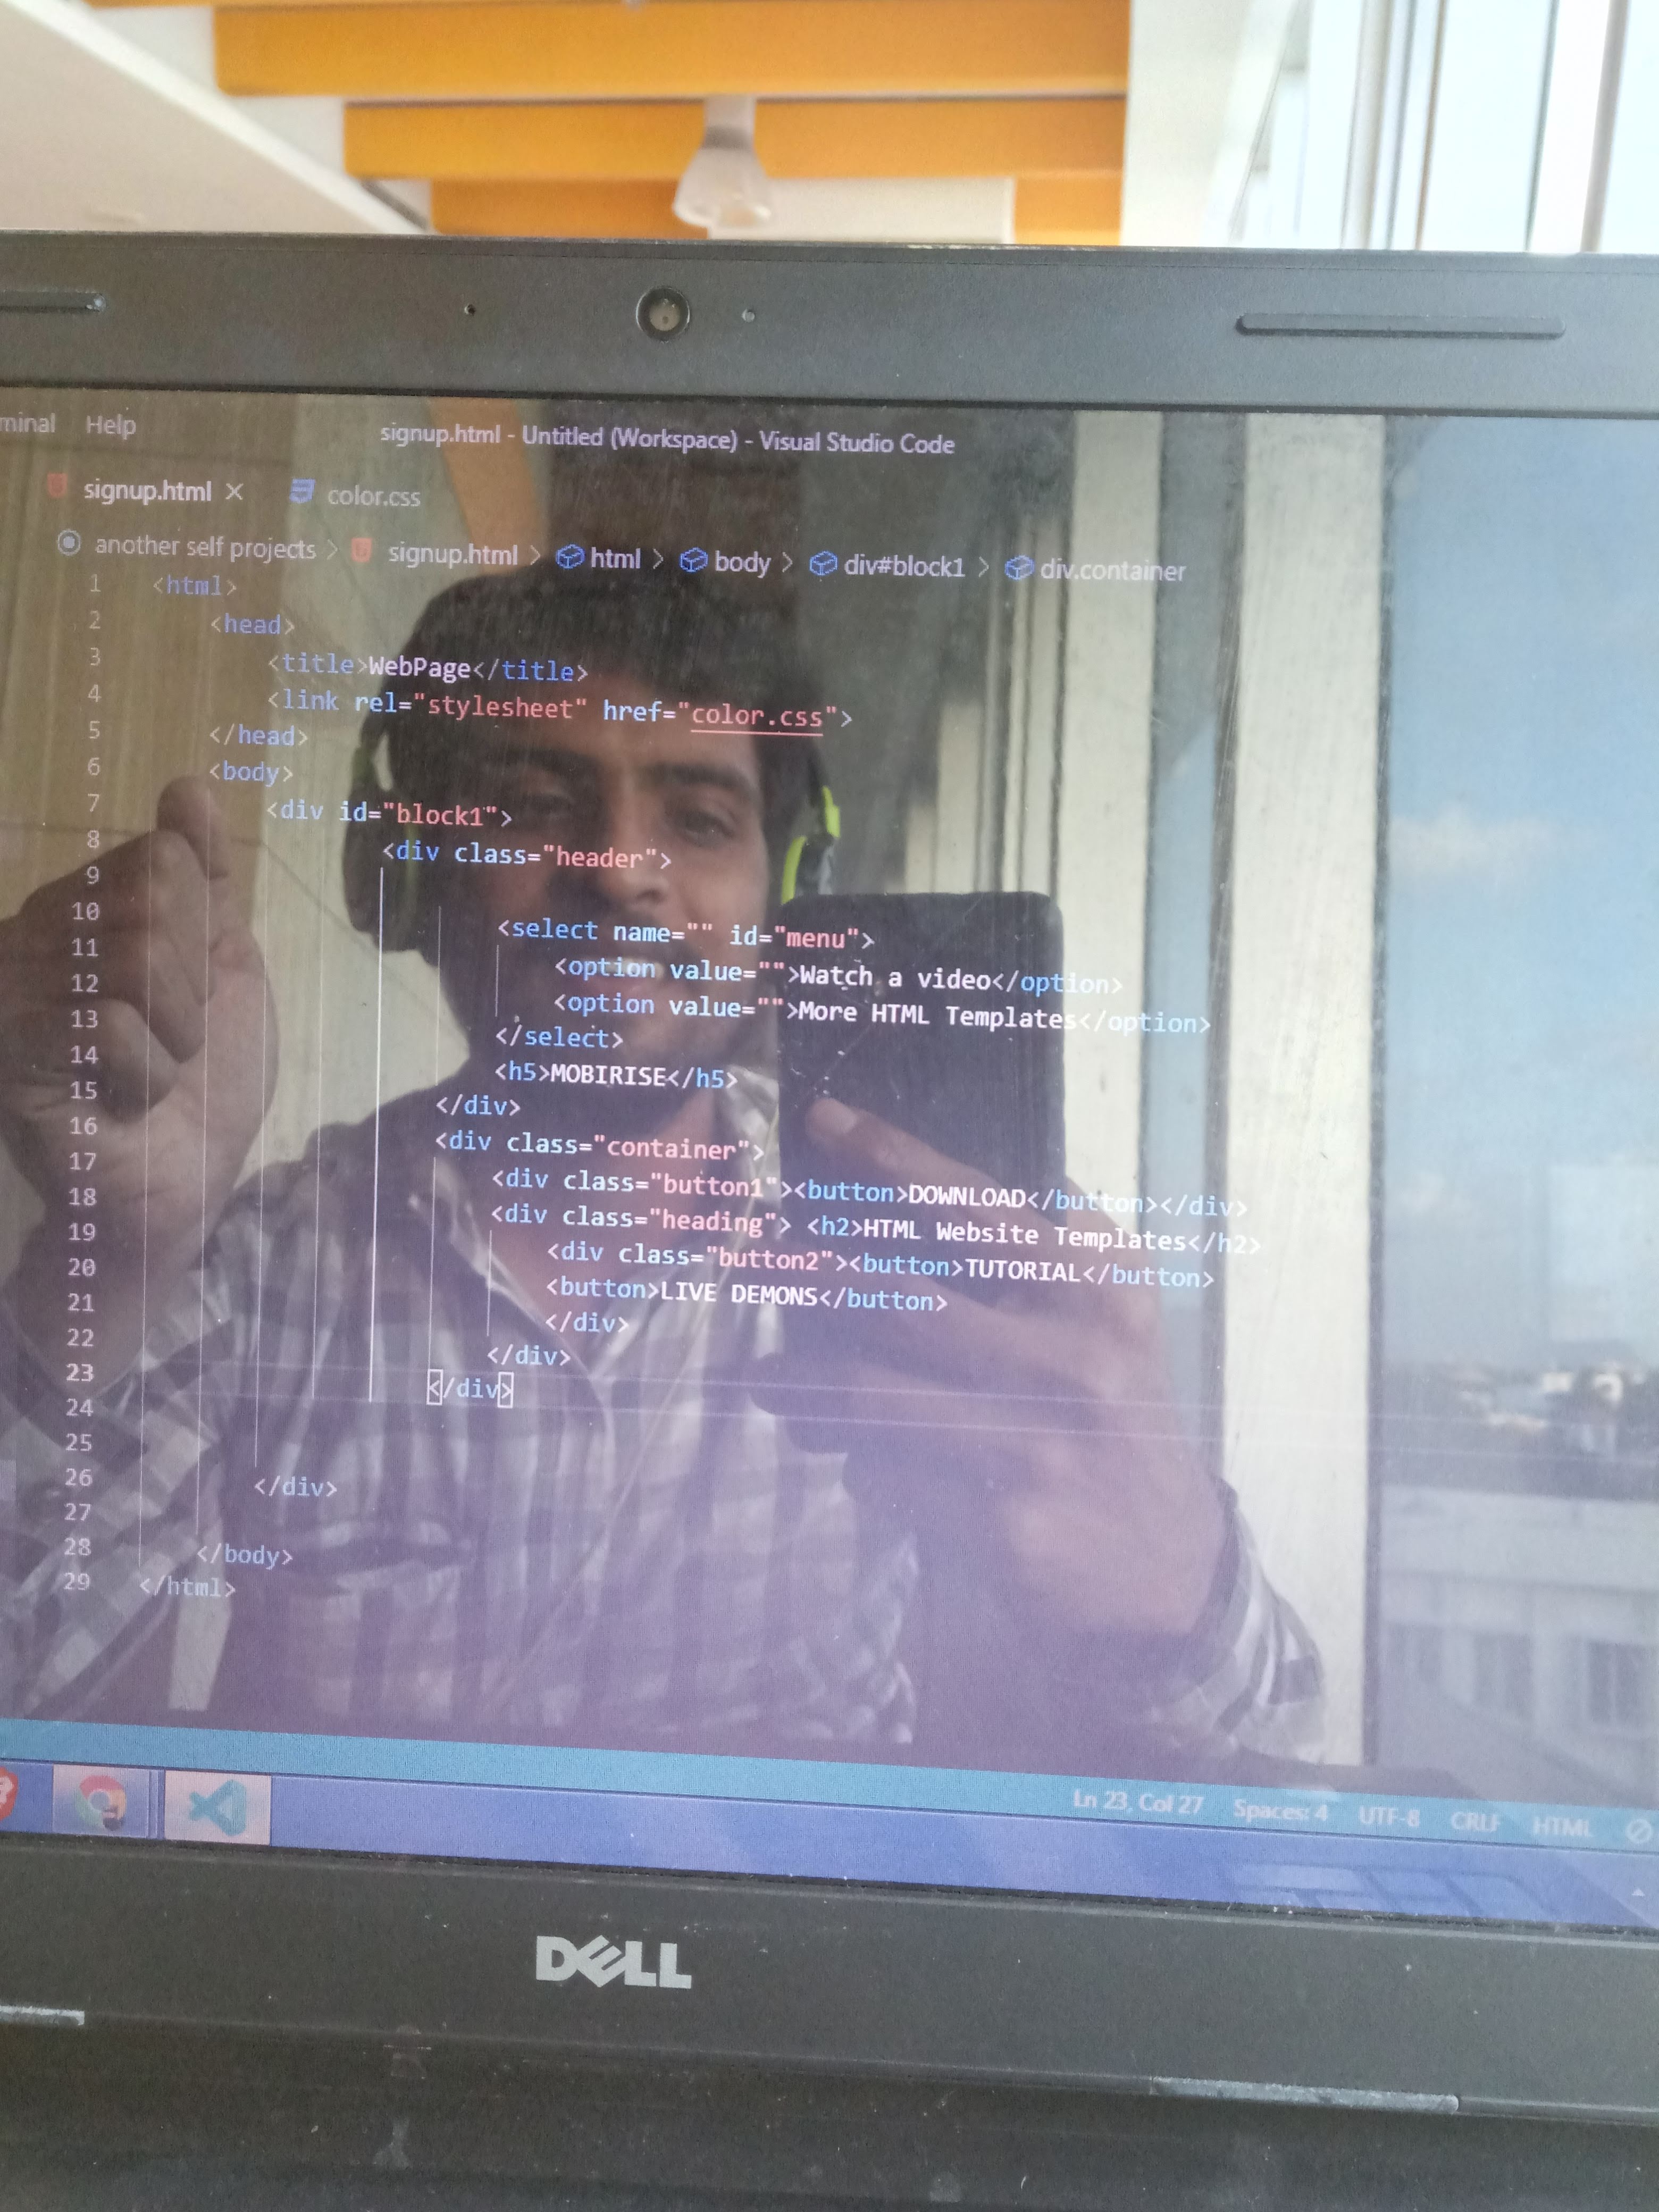 Help
signup.html - Untitled (Workspace) - Visual Studio Code
signup.html × color.css
another self projects > signup.html > html > body > div#block1 > div.container
1 <html>
2 <head>
3 <title>WebPage</title>
4 <link rel="stylesheet" href="color.css">
5 </head>
6 <body>
7 <div id="block1">
8 <div class="header">
9
10 <select name="" id="menu">
11 <option value="">Watch a video</option>
12 <option value="">More HTML Templates</option>
13 </select>
14 <h5>MOBIRISE</h5>
15 </div>
16 <div class="container">
17 <div class="button1"><button>DOWNLOAD</button></div>
18 <div class="heading"> <h2>HTML Website Templates</h2>
19 <div class="button2"><button>TUTORIAL</button>
20 <button>LIVE DEMONS</button>
21 </div>
22 </div>
23 </div>
24
25
26 </div>
27
28 </body>
29 </html>
Ln 23, Col 27 Spaces: 4 UTF-8 CRLF HTML
DELL